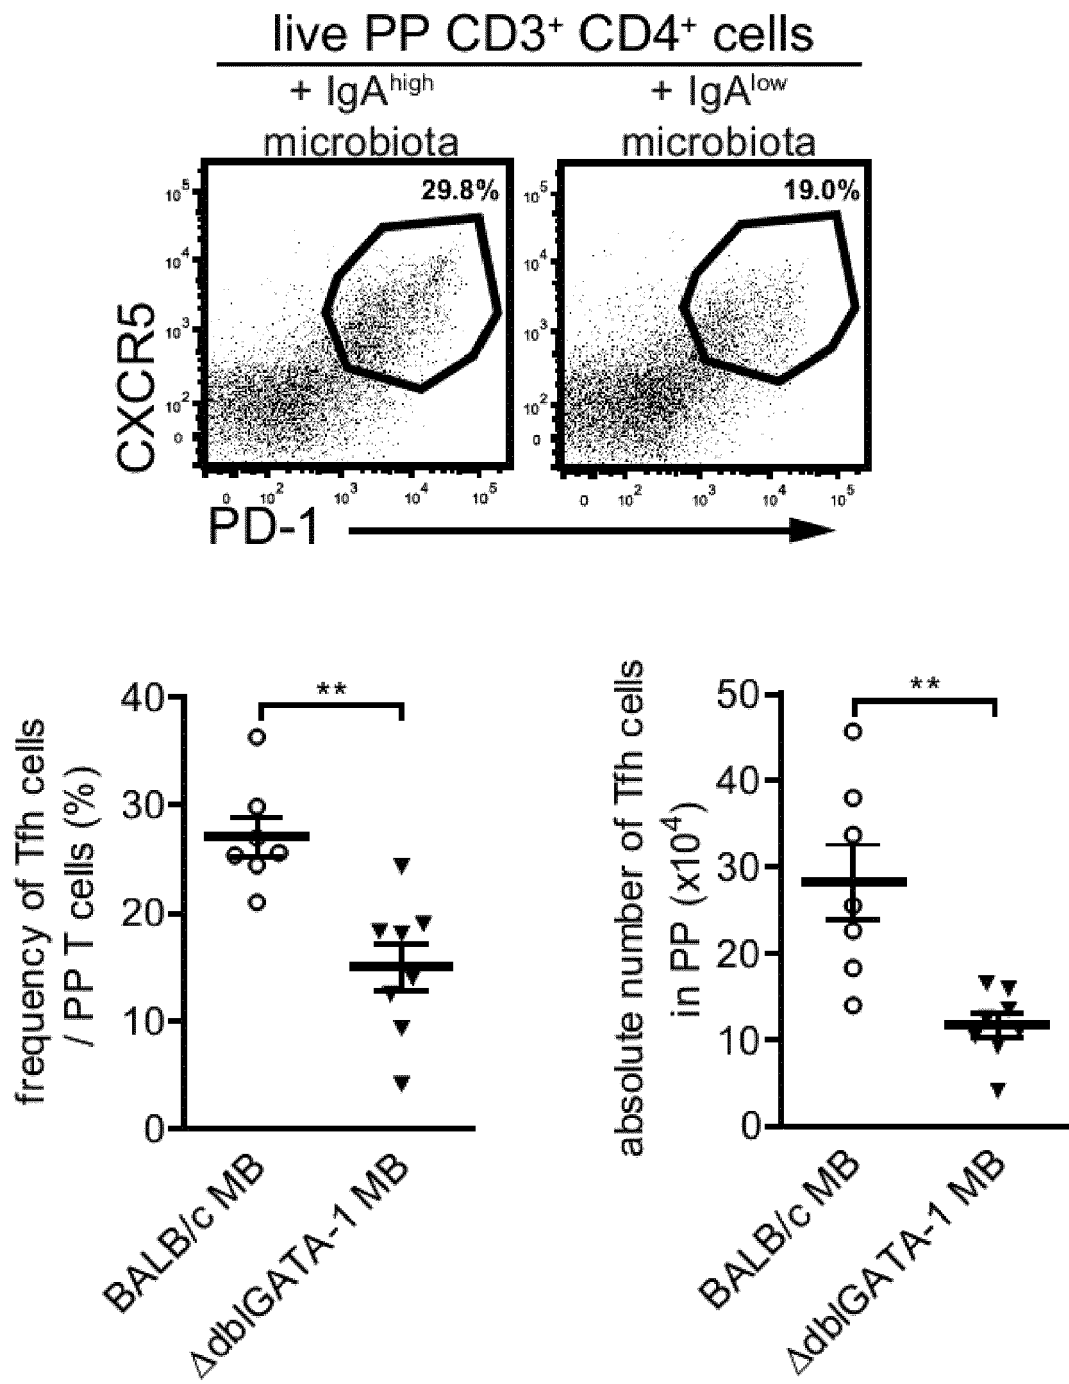 live PP CD3⁺ CD4⁺ cells
+ IgA^high
microbiota
+ IgA^low
microbiota
CXCR5
29.8%
10⁵
10⁴
10³
10²
0
0 10² 10³ 10⁴ 10⁵
19.0%
10⁵
10⁴
10³
10²
0
0 10² 10³ 10⁴ 10⁵
PD-1
frequency of Tfh cells
/ PP T cells (%)
40
30
20
10
0
**
BALB/c MB
ΔdblGATA-1 MB
absolute number of Tfh cells
in PP (x10⁴)
50
40
30
20
10
0
**
BALB/c MB
ΔdblGATA-1 MB